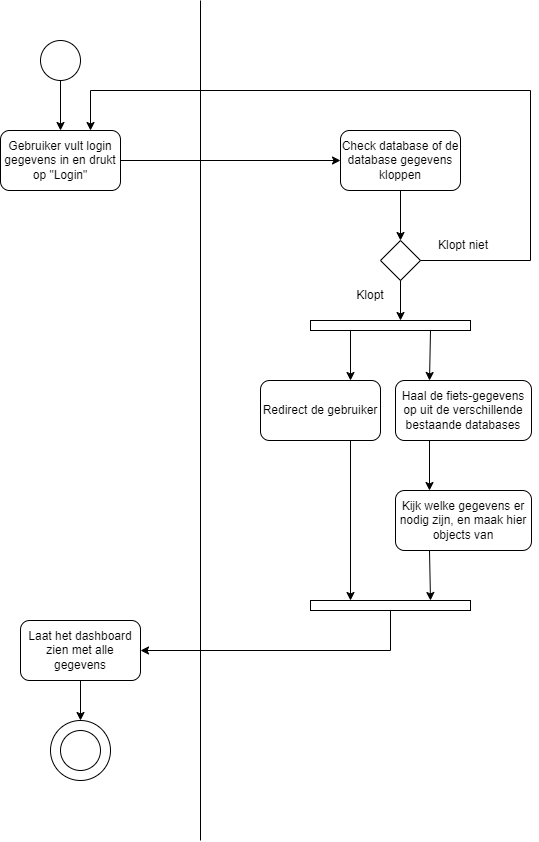 Gebruiker vult login
gegevens in en drukt
op "Login"
Check database of de
database gegevens
kloppen
Klopt niet
Klopt
Redirect de gebruiker
Haal de fiets-gegevens
op uit de verschillende
bestaande databases
Kijk welke gegevens er
nodig zijn, en maak hier
objects van
Laat het dashboard
zien met alle
gegevens